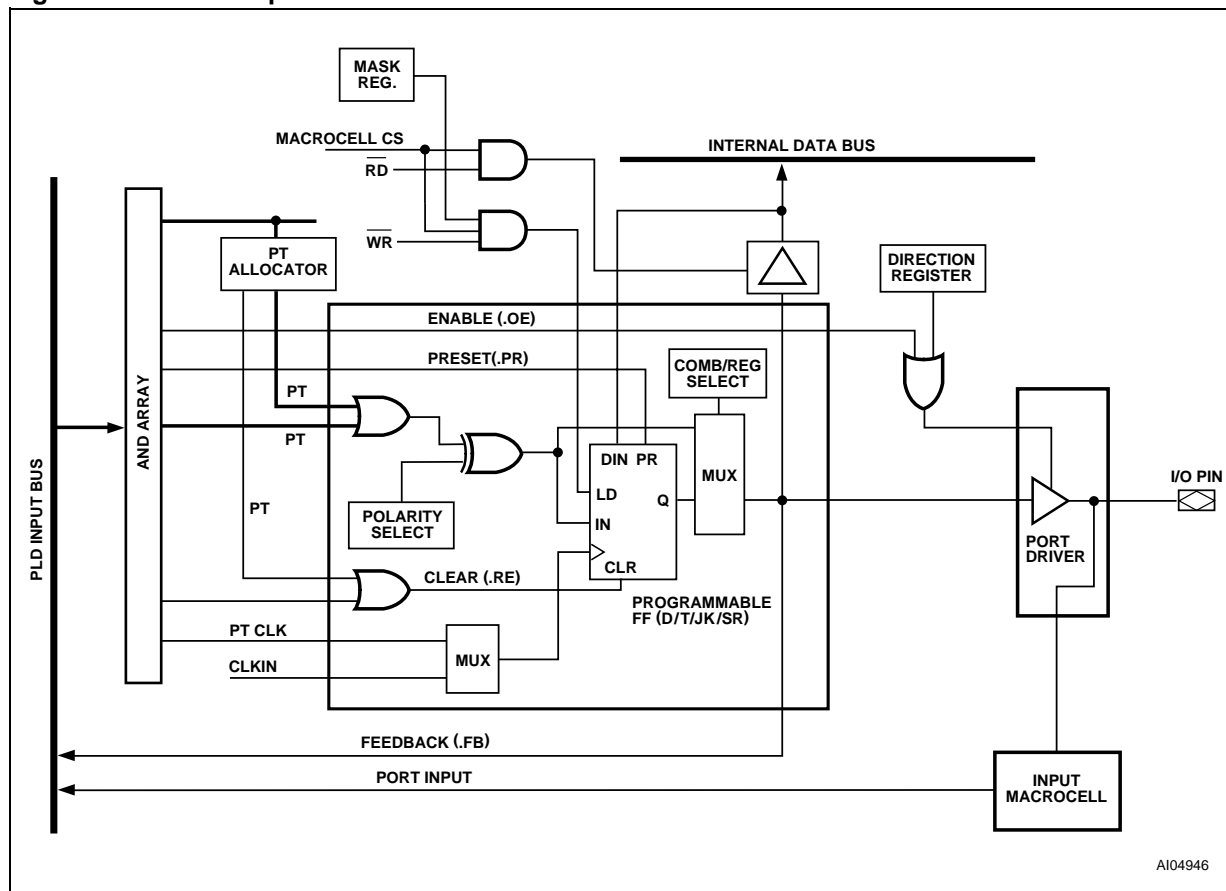 MASK
REG.
MACROCELL CS
RD
WR
INTERNAL DATA BUS
PT
ALLOCATOR
DIRECTION
REGISTER
ENABLE (.OE)
PRESET(.PR)
COMB/REG
SELECT
PT
PT
PT
AND ARRAY
PLD INPUT BUS
DIN PR
LD
IN
Q
CLR
MUX
POLARITY
SELECT
I/O PIN
PORT
DRIVER
CLEAR (.RE)
PROGRAMMABLE
FF (D/T/JK/SR)
PT CLK
CLKIN
MUX
FEEDBACK (.FB)
PORT INPUT
INPUT
MACROCELL
AI04946